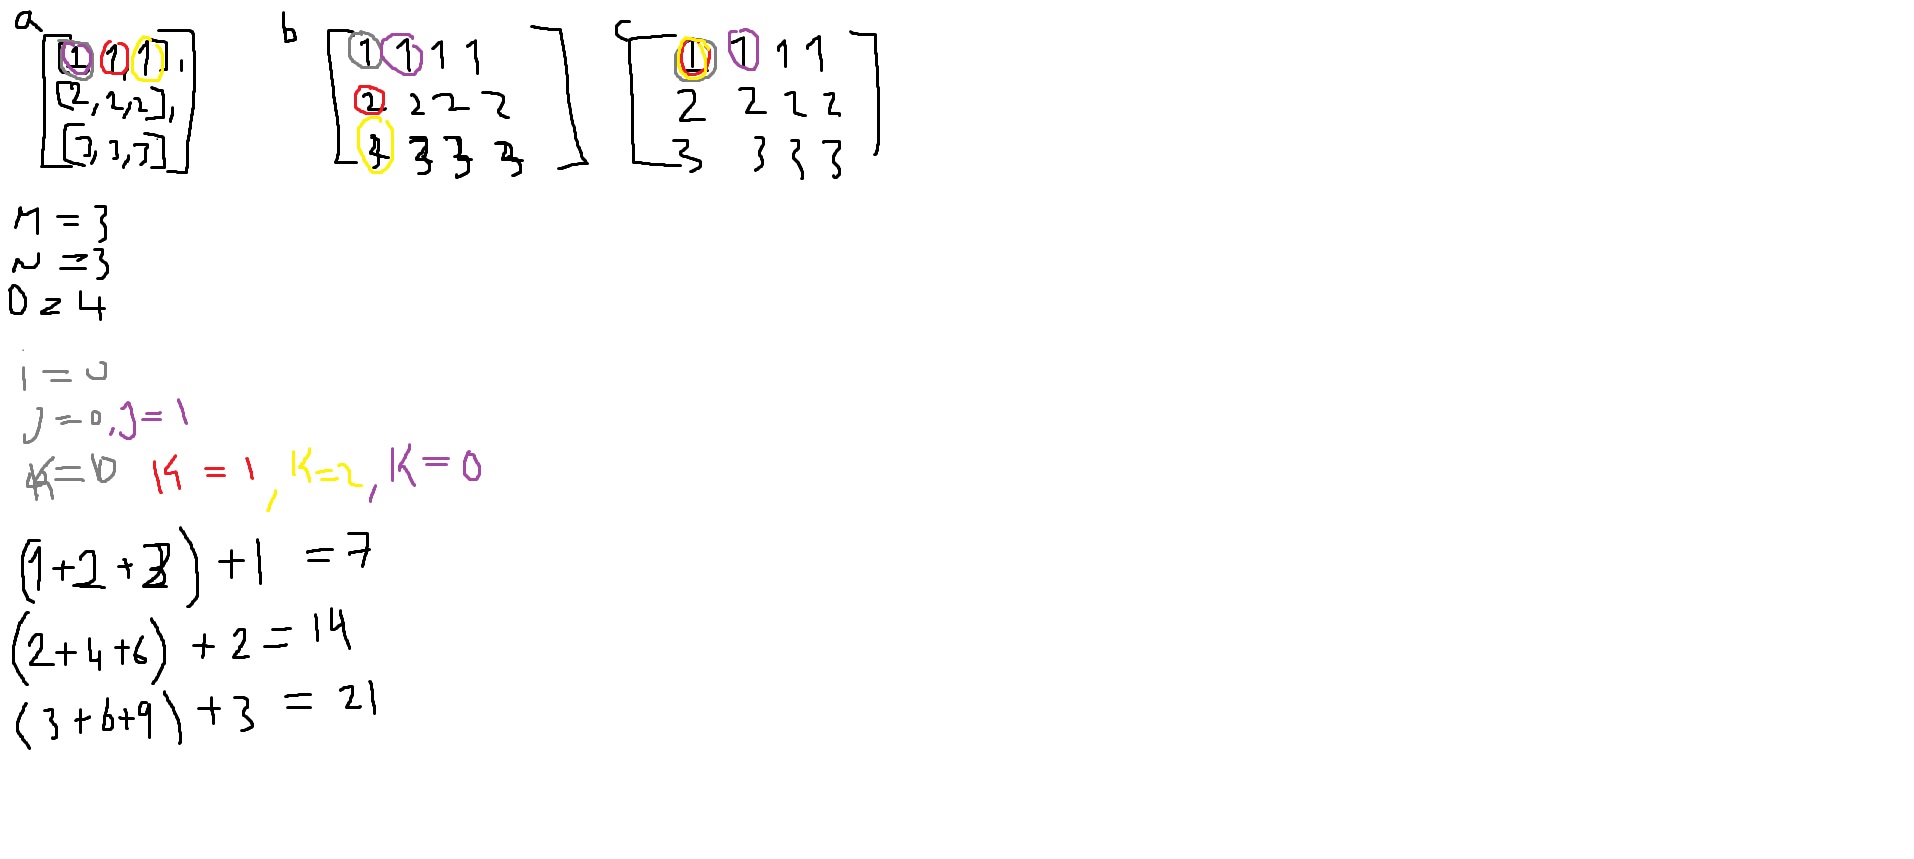 a b c
[[1, 1, 1], [1 1 1 1] [1 1 1 1
[2, 2, 2], 2 2 2 2 2 2 2 2
[3, 3, 3]] 3 3 3 3 3 3 3 3]
M = 3
N = 3
O = 4
i = 0
J = 0, J = 1
K = 0 K = 1, K = 2, K = 0
(1 + 2 + 3) + 1 = 7
(2 + 4 + 6) + 2 = 14
(3 + 6 + 9) + 3 = 21